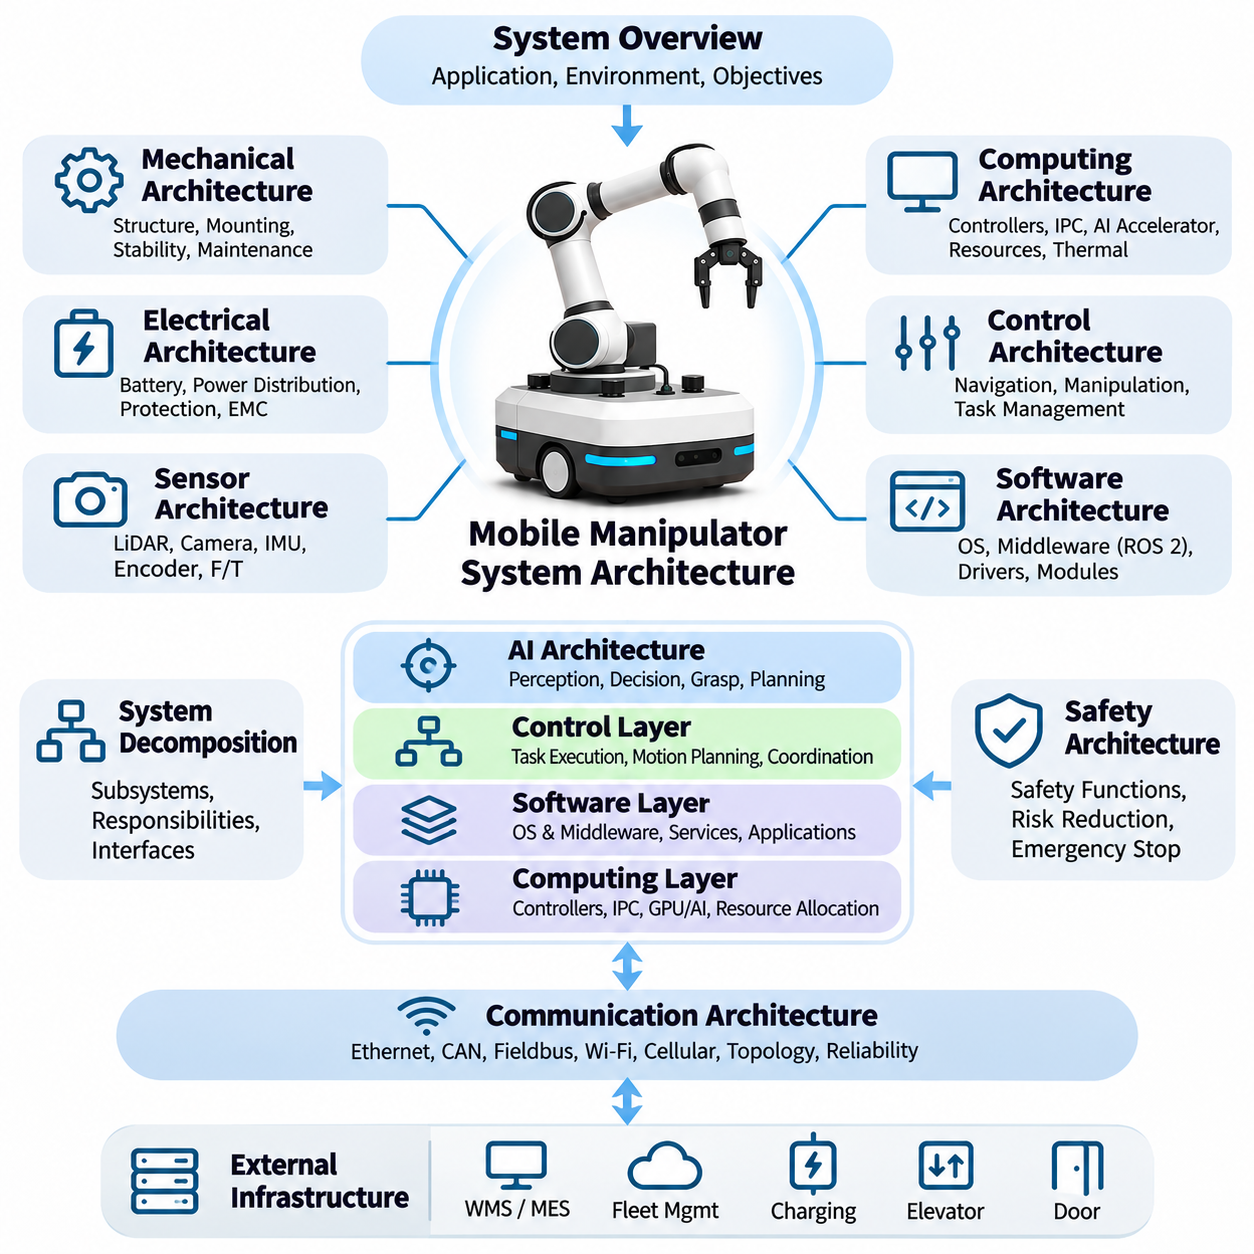 System Overview
Application, Environment, Objectives
Mechanical
Architecture
Structure, Mounting,
Stability, Maintenance
Electrical
Architecture
Battery, Power Distribution,
Protection, EMC
Sensor
Architecture
LiDAR, Camera, IMU,
Encoder, F/T
Computing
Architecture
Controllers, IPC, AI Accelerator,
Resources, Thermal
Control
Architecture
Navigation, Manipulation,
Task Management
Software
Architecture
OS, Middleware (ROS 2),
Drivers, Modules
Mobile Manipulator
System Architecture
System
Decomposition
Subsystems,
Responsibilities,
Interfaces
AI Architecture
Perception, Decision, Grasp, Planning
Control Layer
Task Execution, Motion Planning, Coordination
Software Layer
OS & Middleware, Services, Applications
Computing Layer
Controllers, IPC, GPU/AI, Resource Allocation
Safety
Architecture
Safety Functions,
Risk Reduction,
Emergency Stop
Communication Architecture
Ethernet, CAN, Fieldbus, Wi-Fi, Cellular, Topology, Reliability
External
Infrastructure
WMS / MES
Fleet Mgmt
Charging
Elevator
Door